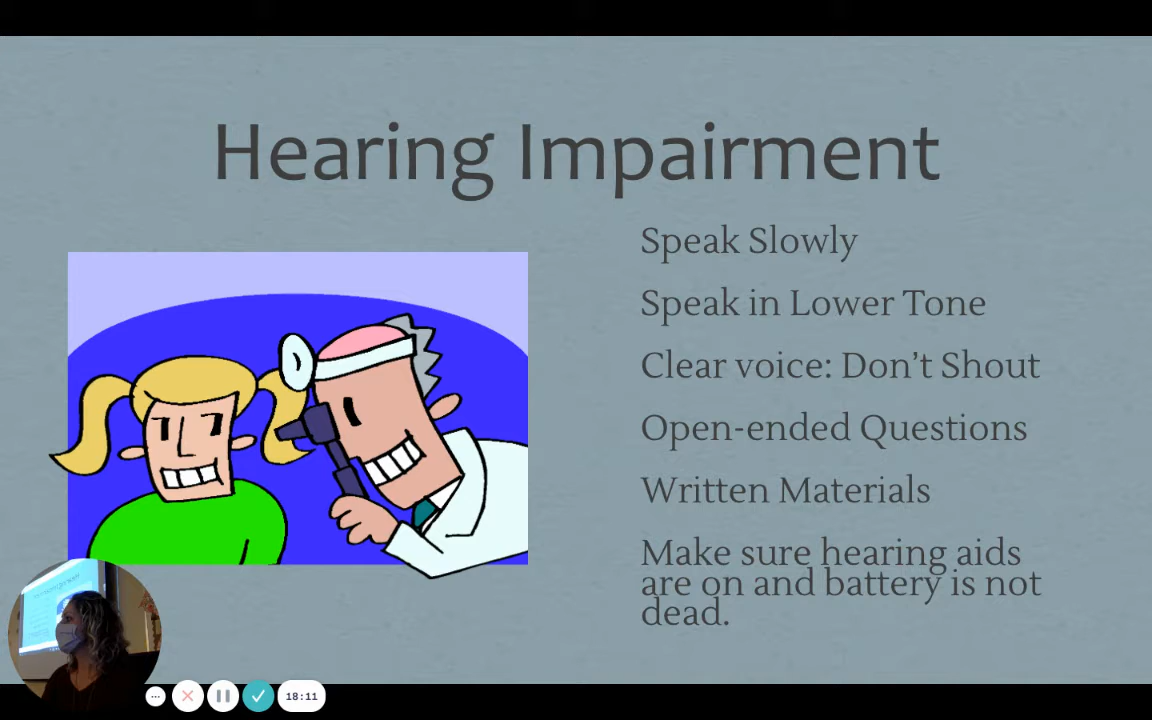 Hearing Impairment
Speak Slowly
Speak in Lower Tone
Clear voice: Don’t Shout
Open-ended Questions
Written Materials
Make sure hearing aids
are on and battery is not
dead.
18:11